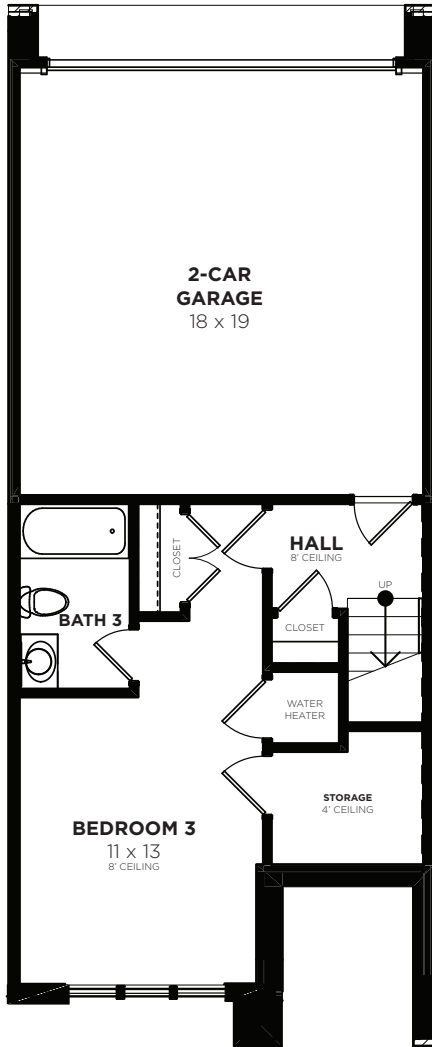 2-CAR
GARAGE
18 x 19
CLOSET
HALL
8' CEILING
UP
BATH 3
CLOSET
WATER
HEATER
STORAGE
4' CEILING
BEDROOM 3
11 x 13
8' CEILING